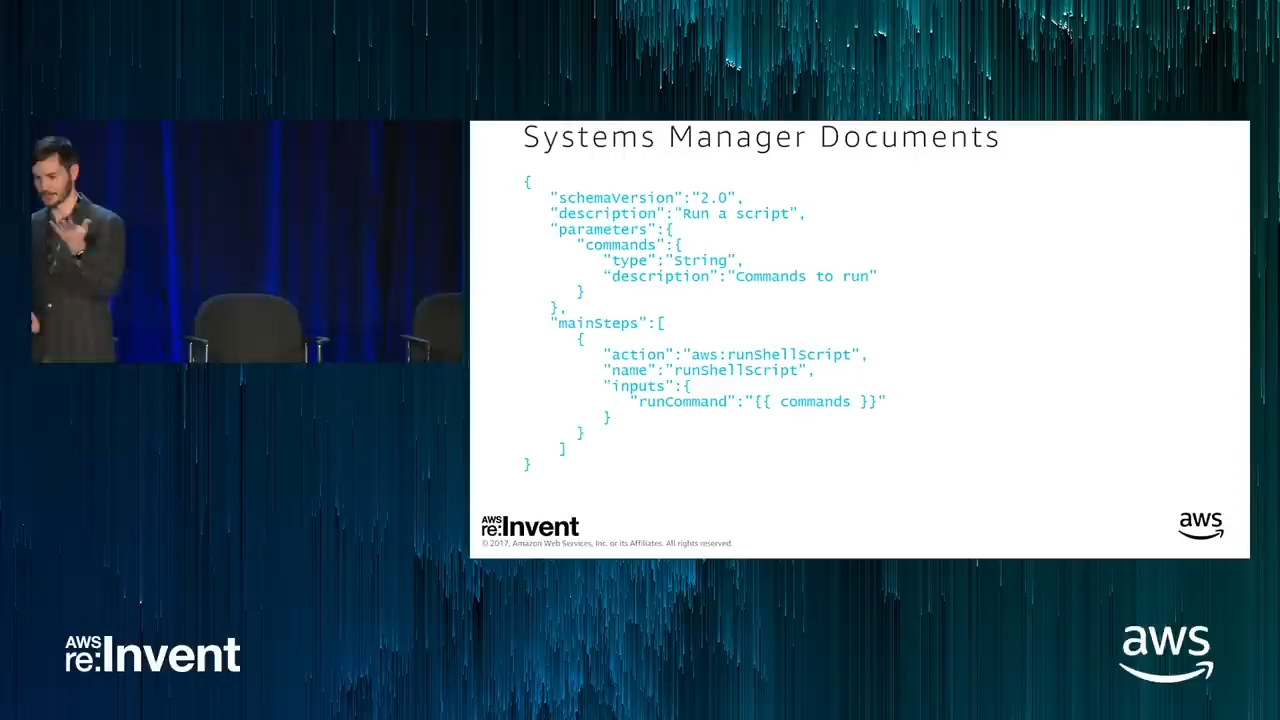 Systems Manager Documents
{
"schemaVersion":"2.0",
"description":"Run a script",
"parameters":{
"commands":{
"type":"String",
"description":"Commands to run"
}
},
"mainSteps":[
{
"action":"aws:runShellScript",
"name":"runShellScript",
"inputs":{
"runCommand":"{{ commands }}"
}
}
]
}
AWS
re:Invent
© 2017, Amazon Web Services, Inc. or its Affiliates. All rights reserved.
aws
AWS
re:Invent
aws